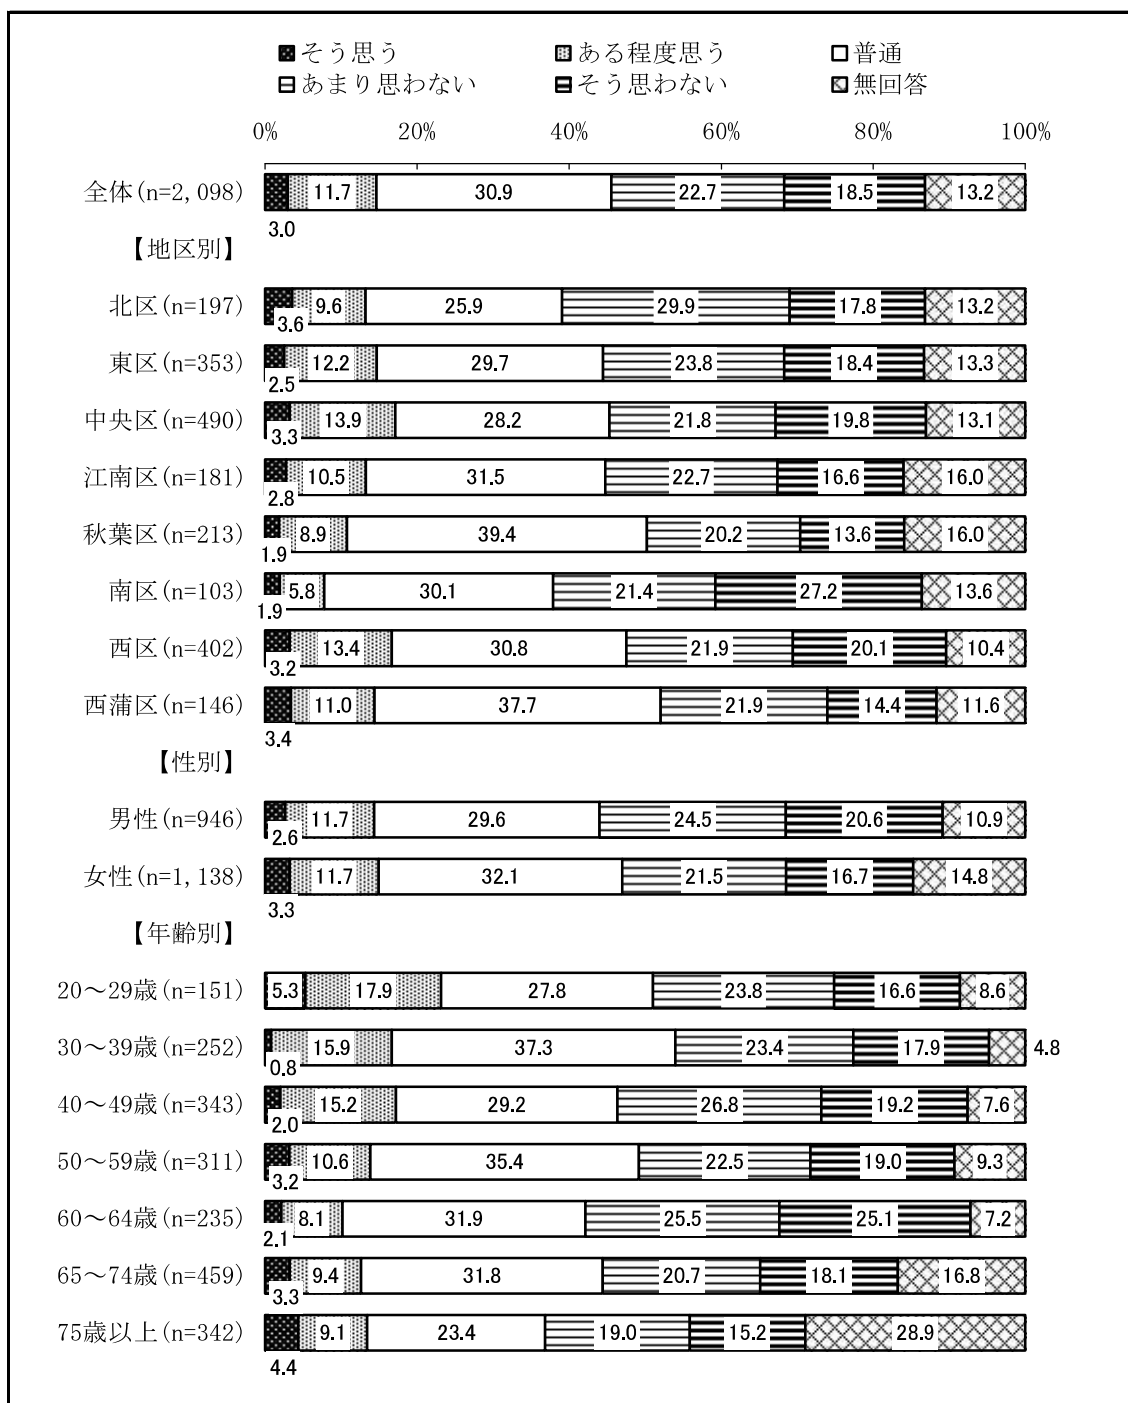 そう思う ある程度思う 普通
あまり思わない そう思わない 無回答
0% 20% 40% 60% 80% 100%
全体(n=2,098) 11.7 30.9 22.7 18.5 13.2
3.0
【地区別】
北区(n=197) 9.6 25.9 29.9 17.8 13.2
3.6
東区(n=353) 12.2 29.7 23.8 18.4 13.3
2.5
中央区(n=490) 13.9 28.2 21.8 19.8 13.1
3.3
江南区(n=181) 10.5 31.5 22.7 16.6 16.0
2.8
秋葉区(n=213) 8.9 39.4 20.2 13.6 16.0
1.9
南区(n=103) 5.8 30.1 21.4 27.2 13.6
1.9
西区(n=402) 13.4 30.8 21.9 20.1 10.4
3.2
西蒲区(n=146) 11.0 37.7 21.9 14.4 11.6
3.4
【性別】
男性(n=946) 11.7 29.6 24.5 20.6 10.9
2.6
女性(n=1,138) 11.7 32.1 21.5 16.7 14.8
3.3
【年齢別】
20～29歳(n=151) 5.3 17.9 27.8 23.8 16.6 8.6
30～39歳(n=252) 15.9 37.3 23.4 17.9 4.8
0.8
40～49歳(n=343) 15.2 29.2 26.8 19.2 7.6
2.0
50～59歳(n=311) 10.6 35.4 22.5 19.0 9.3
3.2
60～64歳(n=235) 8.1 31.9 25.5 25.1 7.2
2.1
65～74歳(n=459) 9.4 31.8 20.7 18.1 16.8
3.3
75歳以上(n=342) 9.1 23.4 19.0 15.2 28.9
4.4